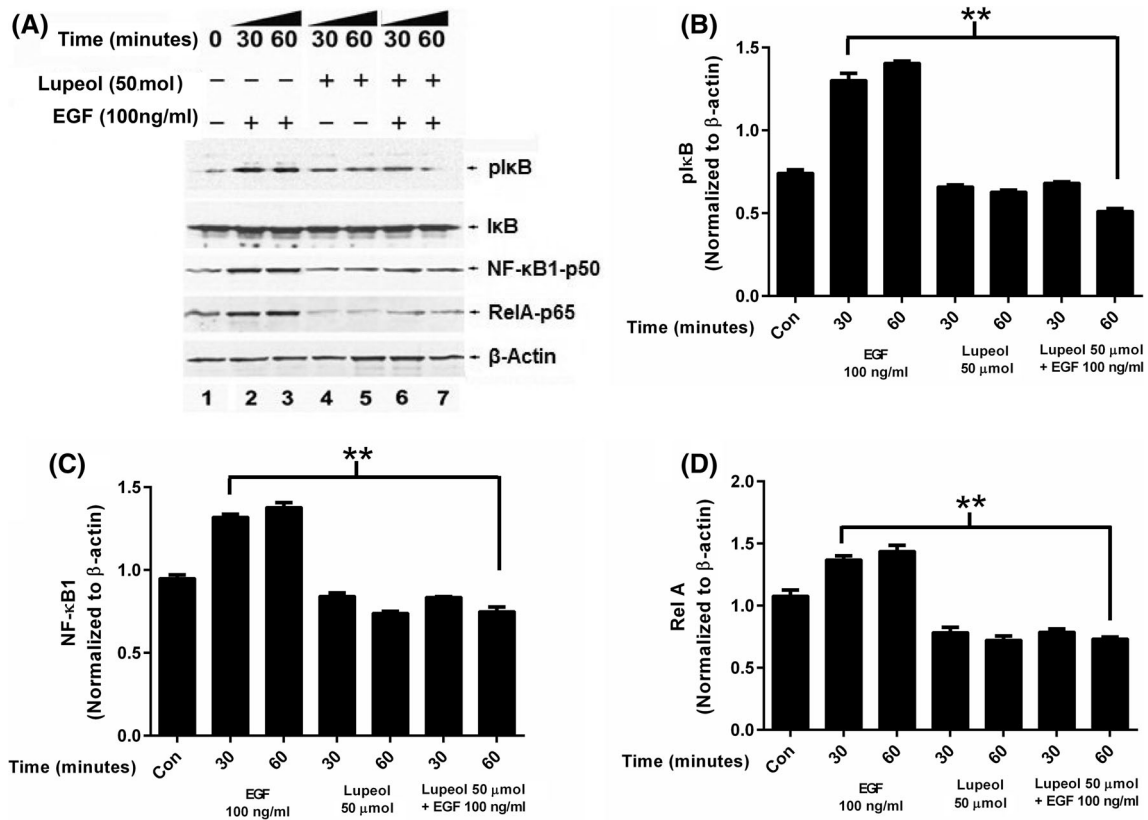 (A)
Time (minutes) 0 30 60 30 60 30 60
Lupeol (50.mol) − − − + + + +
EGF (100ng/ml) − + + − − + +
pIκB
IκB
NF-κB1-p50
RelA-p65
β-Actin
1 2 3 4 5 6 7
(B)
**
pIκB
(Normalized to β-actin)
1.5
1.0
0.5
0.0
Time (minutes) Con 30 60 30 60 30 60
EGF
100 ng/ml
Lupeol
50 μmol
Lupeol 50 μmol
+ EGF 100 ng/ml
(C)
**
NF-κB1
(Normalized to β-actin)
1.5
1.0
0.5
0.0
Time (minutes) Con 30 60 30 60 30 60
EGF
100 ng/ml
Lupeol
50 μmol
Lupeol 50 μmol
+ EGF 100 ng/ml
(D)
**
Rel A
(Normalized to β-actin)
2.0
1.5
1.0
0.5
0.0
Time (minutes) Con 30 60 30 60 30 60
EGF
100 ng/ml
Lupeol
50 μmol
Lupeol 50 μmol
+ EGF 100 ng/ml